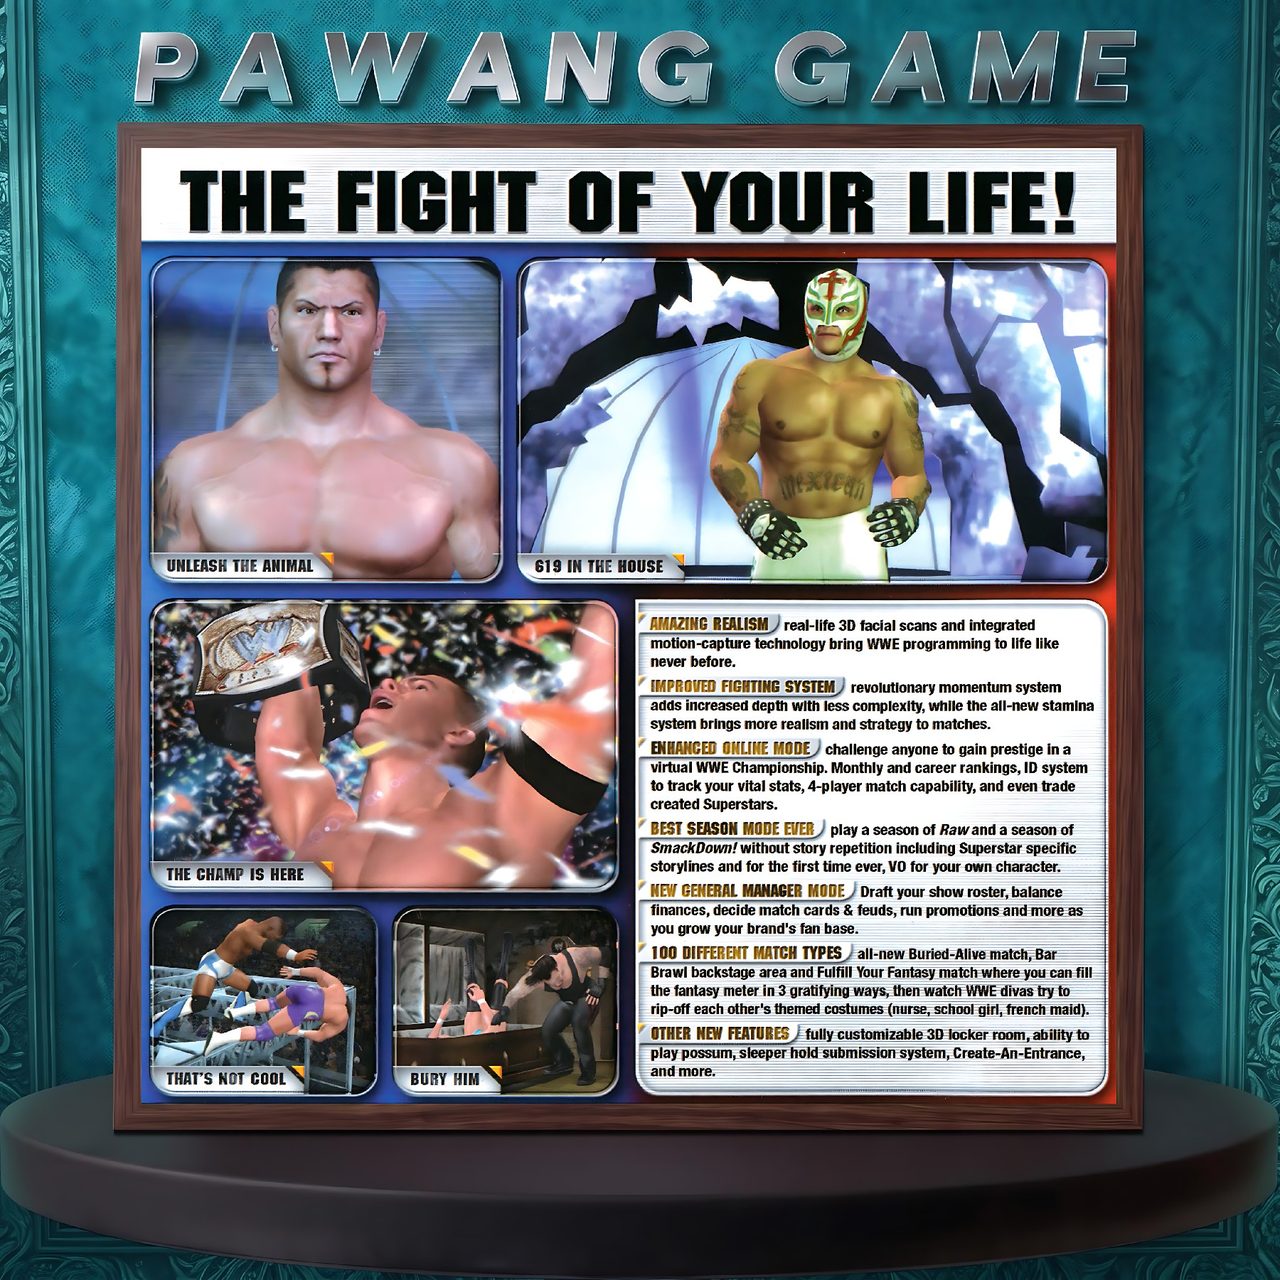 PAWANG GAME
THE FIGHT OF YOUR LIFE!
mexican
UNLEASH THE ANIMAL
619 IN THE HOUSE
THE CHAMP IS HERE
THAT'S NOT COOL
BURY HIM
AMAZING REALISM real-life 3D facial scans and integrated
motion-capture technology bring WWE programming to life like
never before.
IMPROVED FIGHTING SYSTEM revolutionary momentum system
adds increased depth with less complexity, while the all-new stamina
system brings more realism and strategy to matches.
ENHANCED ONLINE MODE challenge anyone to gain prestige in a
virtual WWE Championship. Monthly and career rankings, ID system
to track your vital stats, 4-player match capability, and even trade
created Superstars.
BEST SEASON MODE EVER play a season of Raw and a season of
SmackDown! without story repetition including Superstar specific
storylines and for the first time ever, VO for your own character.
NEW GENERAL MANAGER MODE Draft your show roster, balance
finances, decide match cards & feuds, run promotions and more as
you grow your brand's fan base.
100 DIFFERENT MATCH TYPES all-new Buried-Alive match, Bar
Brawl backstage area and Fulfill Your Fantasy match where you can fill
the fantasy meter in 3 gratifying ways, then watch WWE divas try to
rip-off each other's themed costumes (nurse, school girl, french maid).
OTHER NEW FEATURES fully customizable 3D locker room, ability to
play possum, sleeper hold submission system, Create-An-Entrance,
and more.